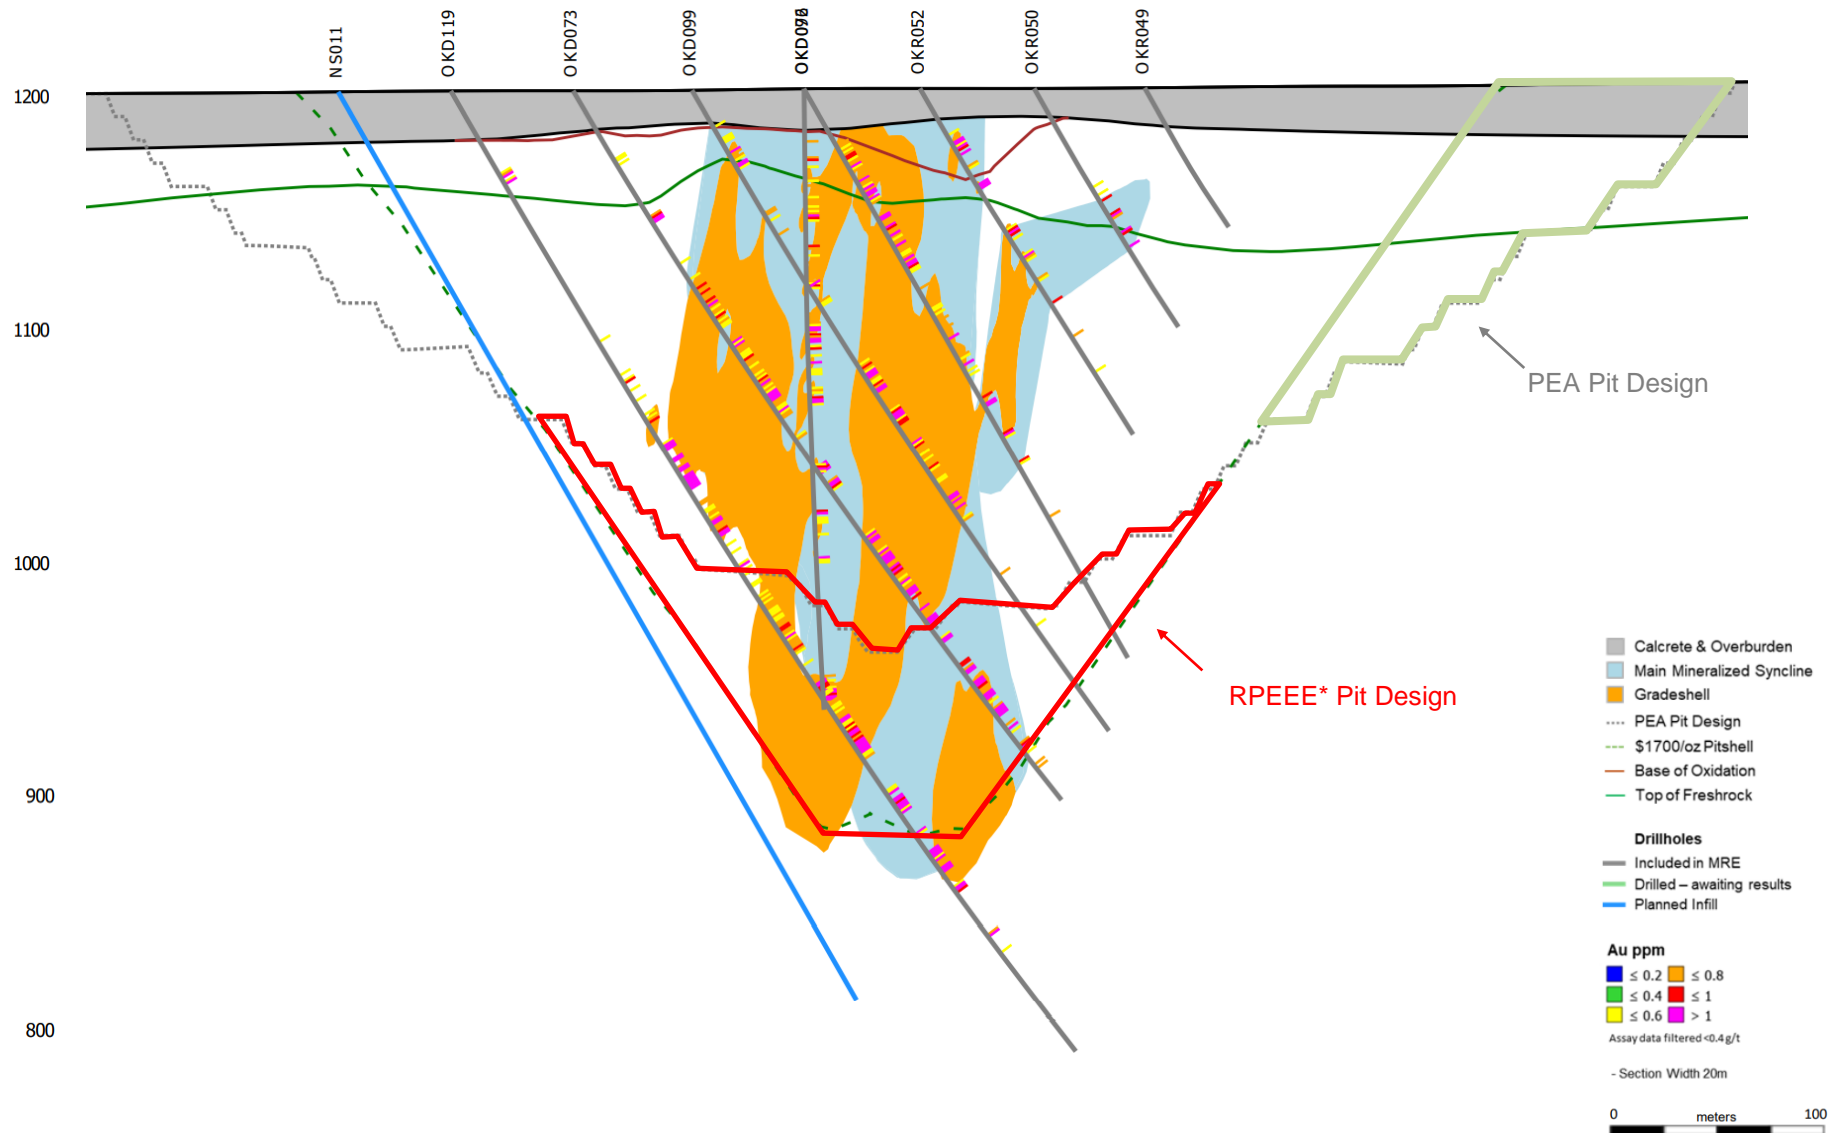 NS011
OKD119
OKD073
OKD099
OKR052
OKR050
OKR049
1200
1100
1000
900
800
PEA Pit Design
RPEEE* Pit Design
Calcrete & Overburden
Main Mineralized Syncline
Gradeshell
PEA Pit Design
$1700/oz Pitshell
Base of Oxidation
Top of Freshrock
Drillholes
Included in MRE
Drilled – awaiting results
Planned Infill
Au ppm
≤ 0.2 ≤ 0.8
≤ 0.4 ≤ 1
≤ 0.6 > 1
Assay data filtered <0.4 g/t
- Section Width 20m
0 meters 100